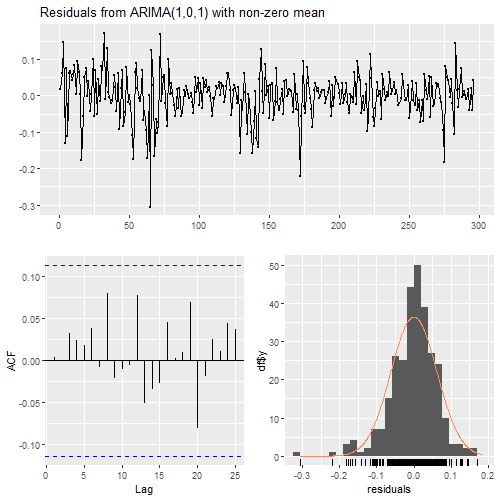 Residuals from ARIMA(1,0,1) with non-zero mean
0.1
0.0
-0.1
-0.2
-0.3
0 50 100 150 200 250 300
0.10
0.05
0.00
-0.05
-0.10
ACF
0 5 10 15 20 25
Lag
50
40
30
20
10
0
df$y
-0.3 -0.2 -0.1 0.0 0.1 0.2
residuals